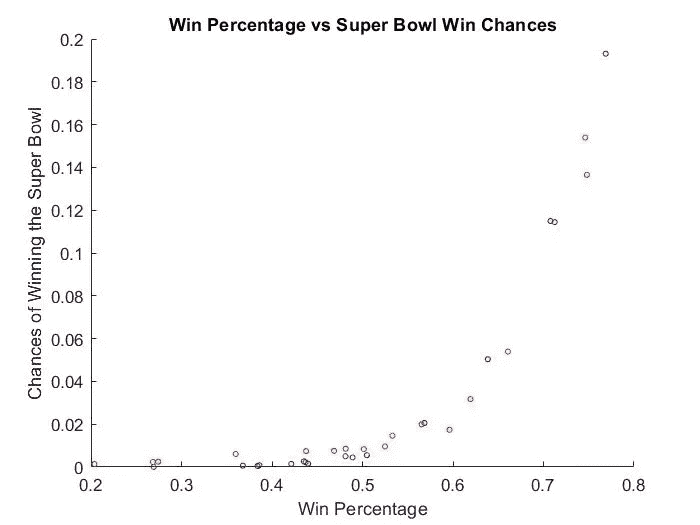 Win Percentage vs Super Bowl Win Chances
0.2
0.18
0.16
0.14
0.12
0.1
0.08
0.06
0.04
0.02
0
Chances of Winning the Super Bowl
0.2 0.3 0.4 0.5 0.6 0.7 0.8
Win Percentage